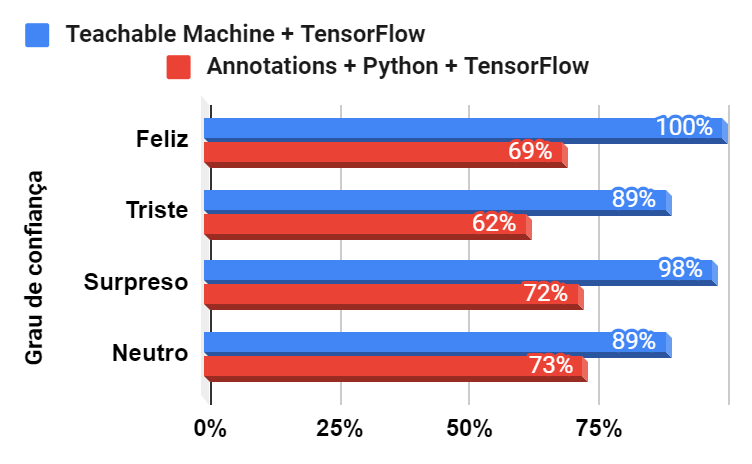 Teachable Machine + TensorFlow
Annotations + Python + TensorFlow
Grau de confiança
Feliz
100%
69%
Triste
89%
62%
Surpreso
98%
72%
Neutro
89%
73%
0% 25% 50% 75%